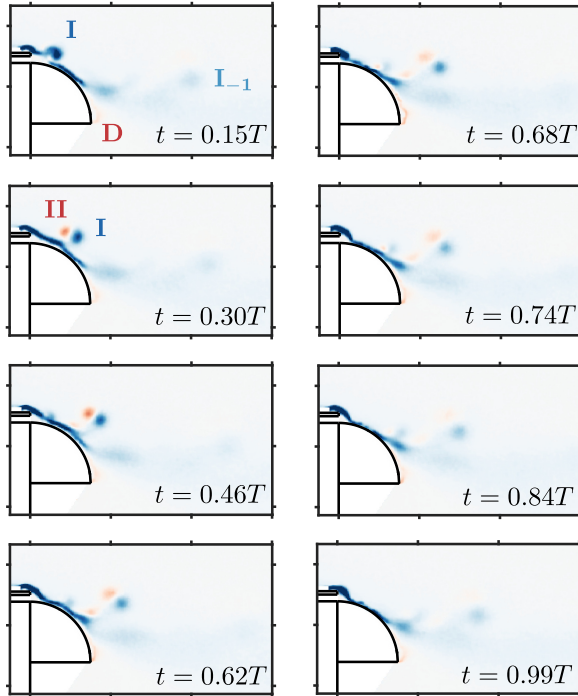 I
I₋₁
D
t = 0.15T
t = 0.68T
II
I
t = 0.30T
t = 0.74T
t = 0.46T
t = 0.84T
t = 0.62T
t = 0.99T